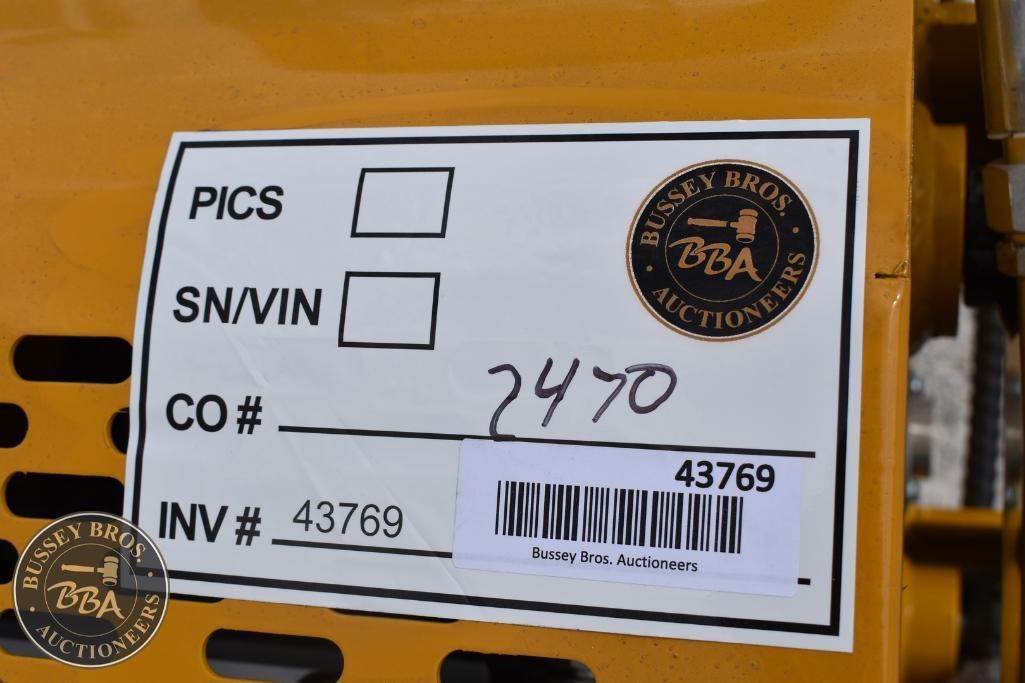 PICS
BUSSEY BROS.
BBA
AUCTIONEERS
SN/VIN
CO # 2470
43769
INV # 43769
Bussey Bros. Auctioneers
BUSSEY BROS.
BBA
AUCTIONEERS